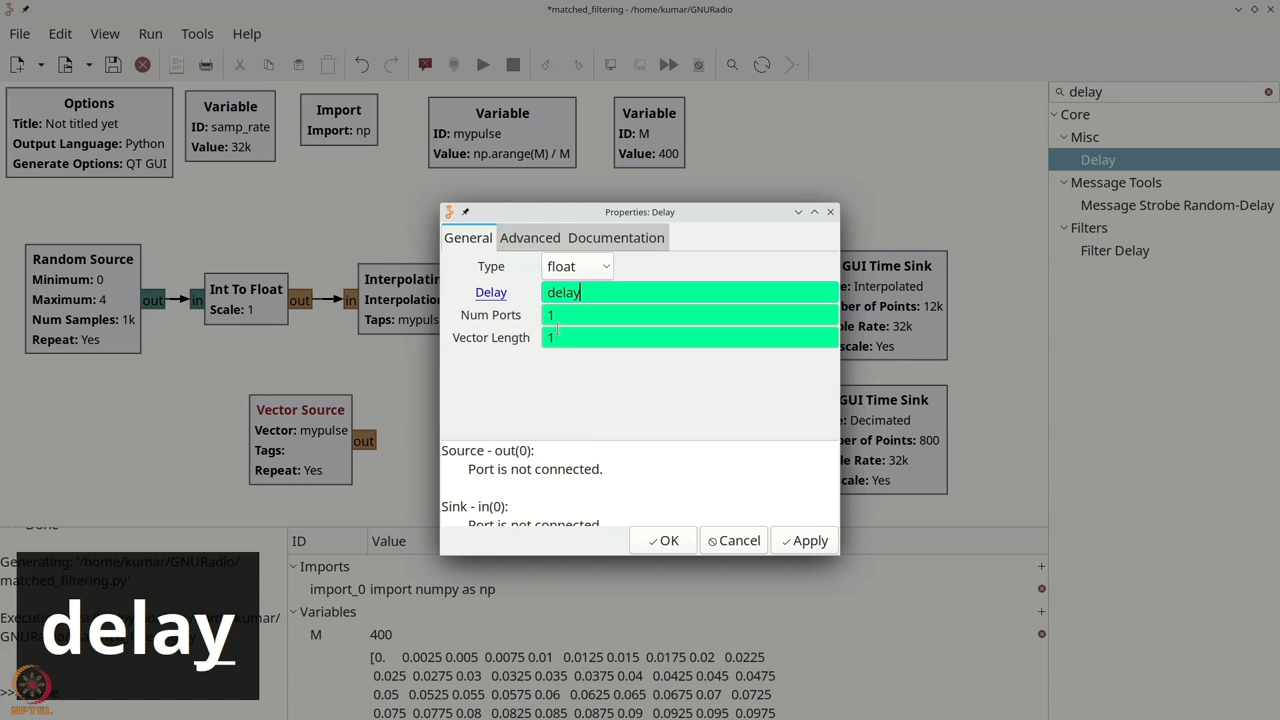 *matched_filtering - /home/kumar/GNURadio
File Edit View Run Tools Help
delay
Core
Misc
Delay
Message Tools
Message Strobe Random-Delay
Filters
Filter Delay
Options
Title: Not titled yet
Output Language: Python
Generate Options: QT GUI
Variable
ID: samp_rate
Value: 32k
Import
Import: np
Variable
ID: mypulse
Value: np.arange(M) / M
Variable
ID: M
Value: 400
Random Source
Minimum: 0
Maximum: 4
Num Samples: 1k
Repeat: Yes
out
in
Int To Float
Scale: 1
out
in
Interpolating
Interpolation
Taps: mypuls
Vector Source
Vector: mypulse
Tags:
Repeat: Yes
out
GUI Time Sink
e: Interpolated
ber of Points: 12k
ple Rate: 32k
scale: Yes
GUI Time Sink
e: Decimated
ber of Points: 800
ple Rate: 32k
scale: Yes
Properties: Delay
General Advanced Documentation
Type float
Delay delay
Num Ports 1
Vector Length 1
Source - out(0):
Port is not connected.
Sink - in(0):
Port is not connected
OK Cancel Apply
Done
Generating: '/home/kumar/GNURadio/
matched_filtering.py'
delay
NPTEL
ID Value
Imports
import_0 import numpy as np
Variables
M 400
[0. 0.0025 0.005 0.0075 0.01 0.0125 0.015 0.0175 0.02 0.0225
0.025 0.0275 0.03 0.0325 0.035 0.0375 0.04 0.0425 0.045 0.0475
0.05 0.0525 0.055 0.0575 0.06 0.0625 0.065 0.0675 0.07 0.0725
0.075 0.0775 0.08 0.0825 0.085 0.0875 0.09 0.0925 0.095 0.0975